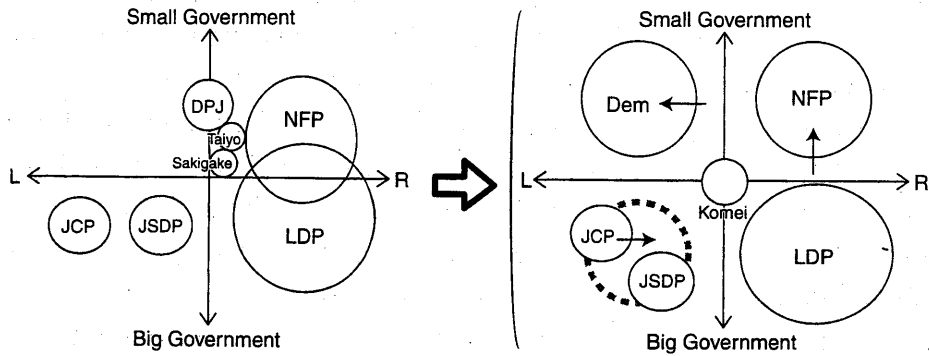 Small Government
DPJ
NFP
Taiyo
Sakigake
L
R
JCP
JSDP
LDP
Big Government
Small Government
Dem
NFP
L
R
Komei
JCP
JSDP
LDP
Big Government